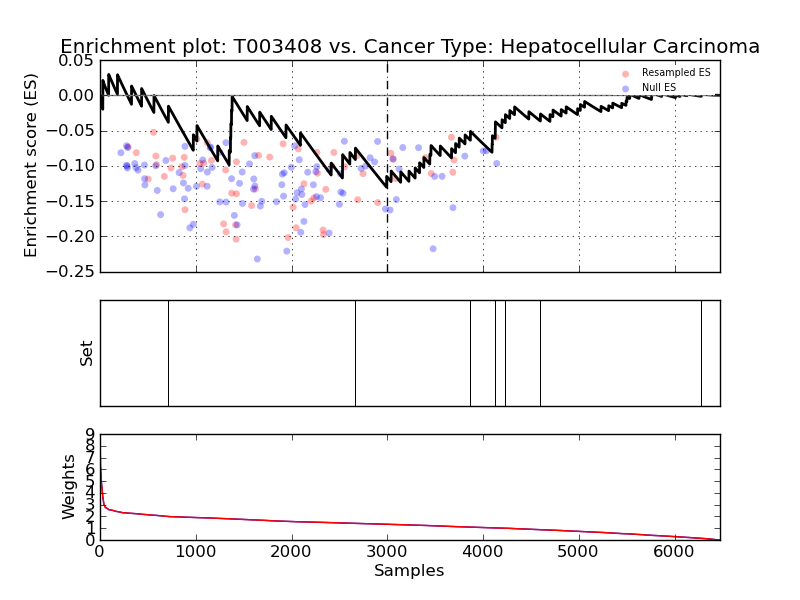 Enrichment plot: T003408 vs. Cancer Type: Hepatocellular Carcinoma
0.05
0.00
−0.05
−0.10
−0.15
−0.20
−0.25
Enrichment score (ES)
Resampled ES
Null ES
Set
9
8
7
6
5
4
3
2
1
0
Weights
0 1000 2000 3000 4000 5000 6000
Samples